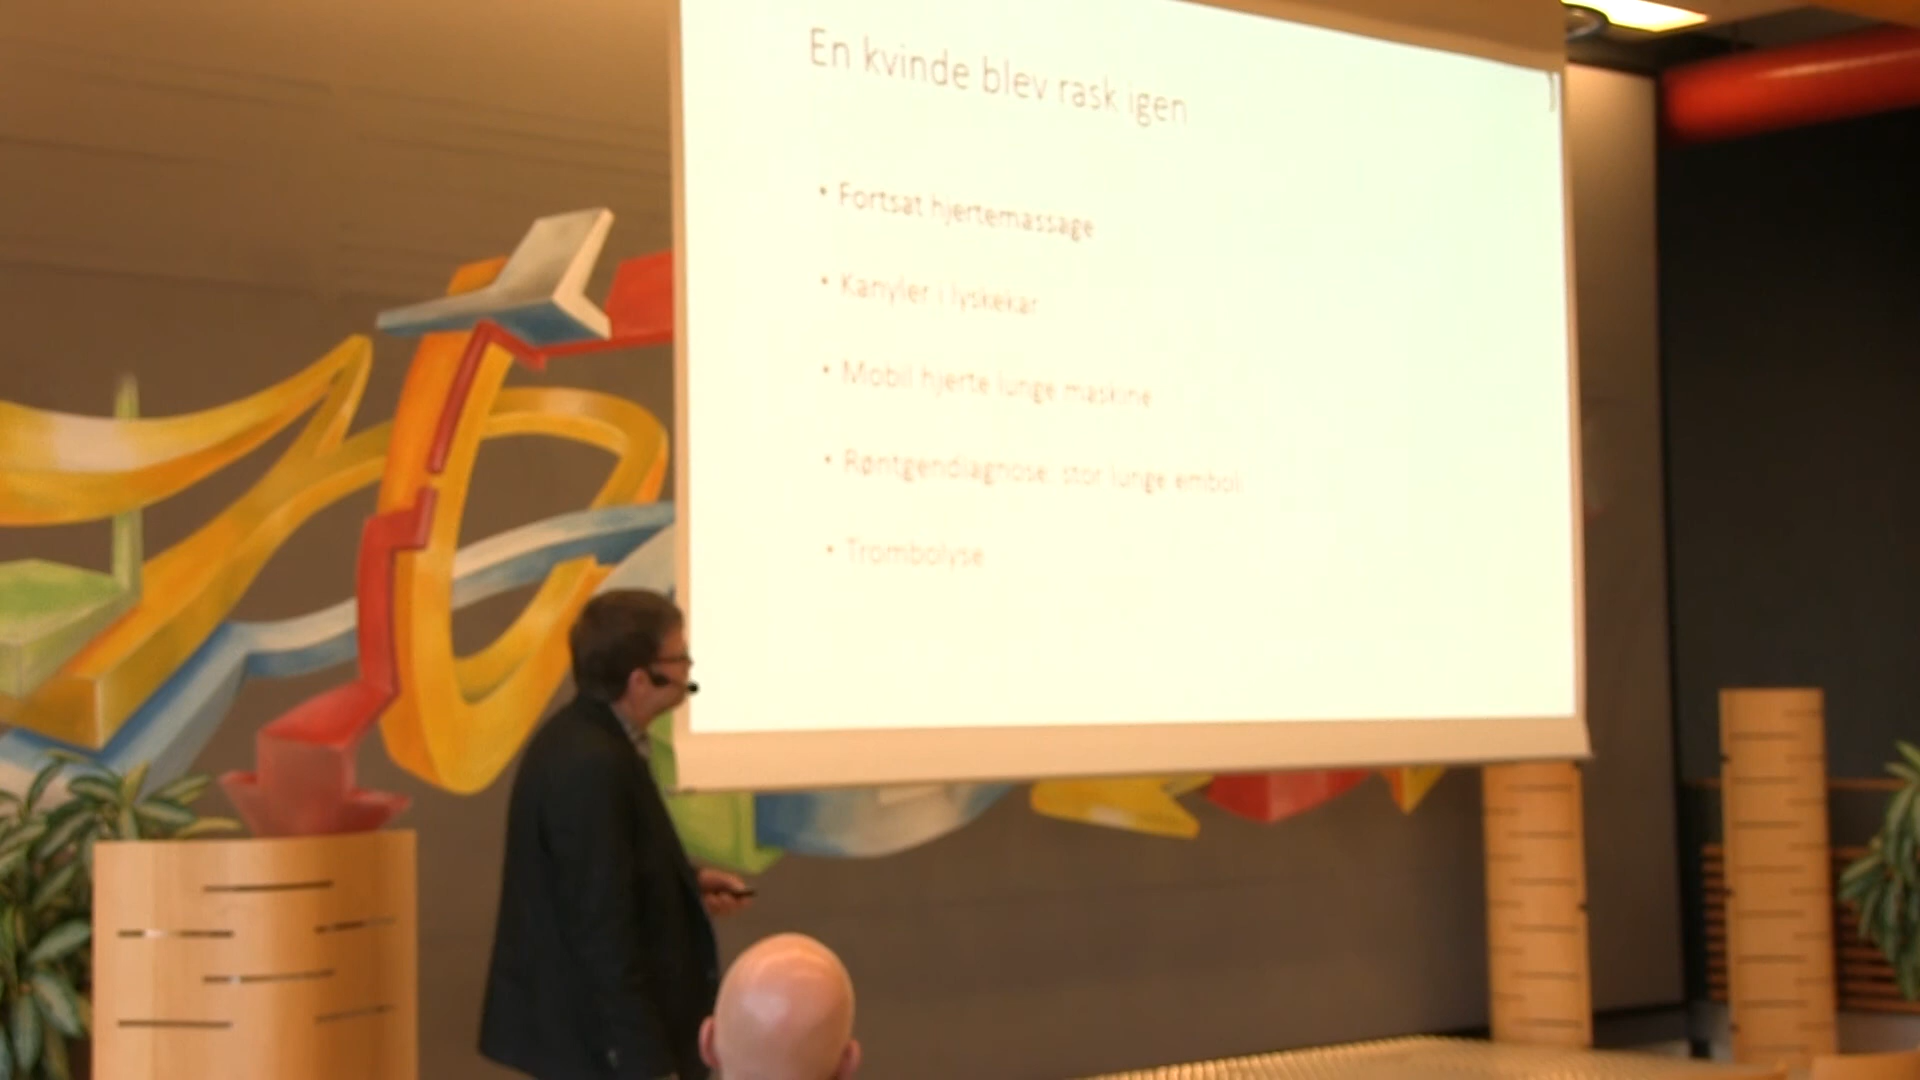 En kvinde blev rask igen
• Fortsat hjertemassage
• Kanyler i lyskekar
• Mobil hjerte lunge maskine
• Røntgendiagnose: stor lunge emboli
• Trombolyse